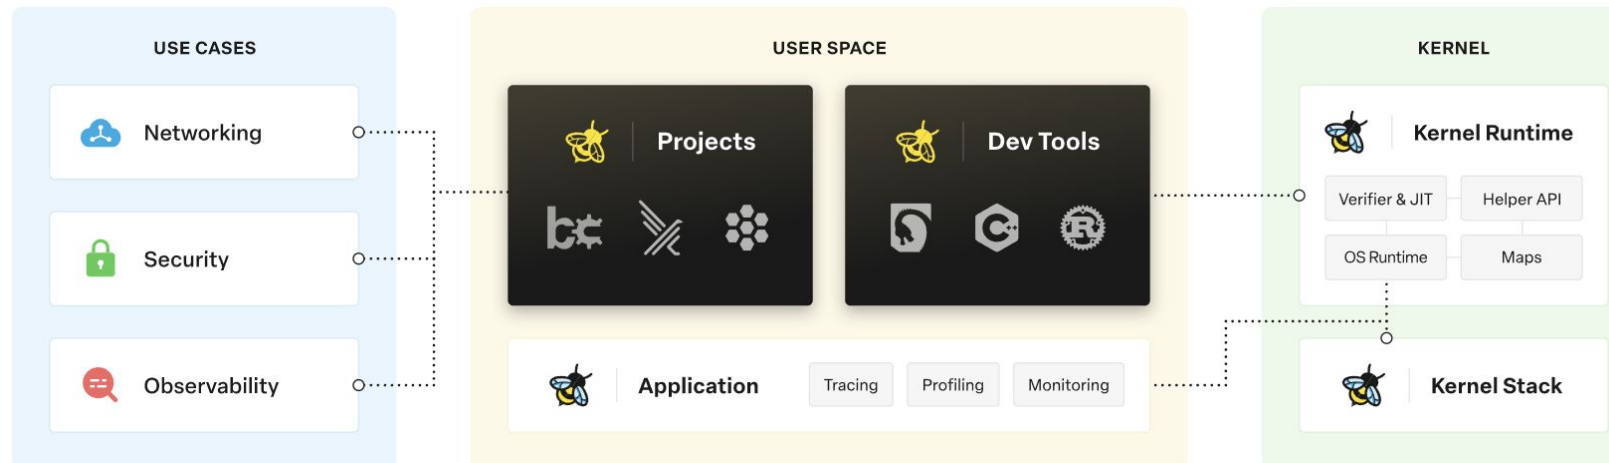 USE CASES
Networking
Security
Observability
USER SPACE
Projects
bc
Dev Tools
C++
R
Application
Tracing
Profiling
Monitoring
KERNEL
Kernel Runtime
Verifier & JIT
Helper API
OS Runtime
Maps
Kernel Stack